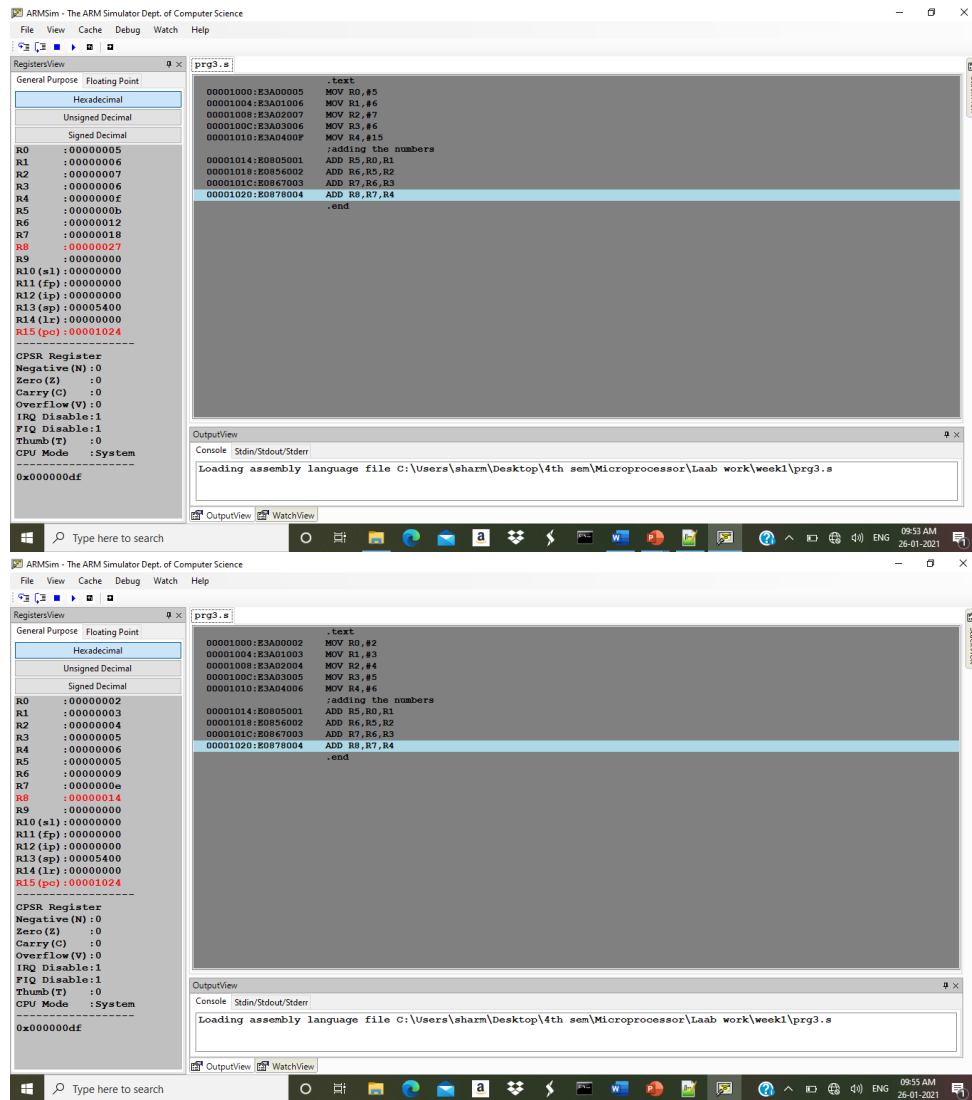 ARMSim - The ARM Simulator Dept. of Computer Science
File View Cache Debug Watch Help
RegistersView
General Purpose Floating Point
Hexadecimal
Unsigned Decimal
Signed Decimal
R0 :00000005
R1 :00000006
R2 :00000007
R3 :00000006
R4 :0000000f
R5 :0000000b
R6 :00000012
R7 :00000018
R8 :00000027
R9 :00000000
R10(sl):00000000
R11(fp):00000000
R12(ip):00000000
R13(sp):00005400
R14(lr):00000000
R15(pc):00001024
-------------------
CPSR Register
Negative(N):0
Zero(Z) :0
Carry(C) :0
Overflow(V):0
IRQ Disable:1
FIQ Disable:1
Thumb(T) :0
CPU Mode :System
-------------------
0x000000df
prg3.s
.text
00001000:E3A00005 MOV R0,#5
00001004:E3A01006 MOV R1,#6
00001008:E3A02007 MOV R2,#7
0000100C:E3A03006 MOV R3,#6
00001010:E3A0400F MOV R4,#15
;adding the numbers
00001014:E0805001 ADD R5,R0,R1
00001018:E0856002 ADD R6,R5,R2
0000101C:E0867003 ADD R7,R6,R3
00001020:E0878004 ADD R8,R7,R4
.end
OutputView
Console Stdin/Stdout/Stderr
Loading assembly language file C:\Users\sharm\Desktop\4th sem\Microprocessor\Laab work\week1\prg3.s
OutputView WatchView
Type here to search
ENG
09:53 AM
26-01-2021
ARMSim - The ARM Simulator Dept. of Computer Science
File View Cache Debug Watch Help
RegistersView
General Purpose Floating Point
Hexadecimal
Unsigned Decimal
Signed Decimal
R0 :00000002
R1 :00000003
R2 :00000004
R3 :00000005
R4 :00000006
R5 :00000005
R6 :00000009
R7 :0000000e
R8 :00000014
R9 :00000000
R10(sl):00000000
R11(fp):00000000
R12(ip):00000000
R13(sp):00005400
R14(lr):00000000
R15(pc):00001024
-------------------
CPSR Register
Negative(N):0
Zero(Z) :0
Carry(C) :0
Overflow(V):0
IRQ Disable:1
FIQ Disable:1
Thumb(T) :0
CPU Mode :System
-------------------
0x000000df
prg3.s
.text
00001000:E3A00002 MOV R0,#2
00001004:E3A01003 MOV R1,#3
00001008:E3A02004 MOV R2,#4
0000100C:E3A03005 MOV R3,#5
00001010:E3A04006 MOV R4,#6
;adding the numbers
00001014:E0805001 ADD R5,R0,R1
00001018:E0856002 ADD R6,R5,R2
0000101C:E0867003 ADD R7,R6,R3
00001020:E0878004 ADD R8,R7,R4
.end
OutputView
Console Stdin/Stdout/Stderr
Loading assembly language file C:\Users\sharm\Desktop\4th sem\Microprocessor\Laab work\week1\prg3.s
OutputView WatchView
Type here to search
ENG
09:55 AM
26-01-2021